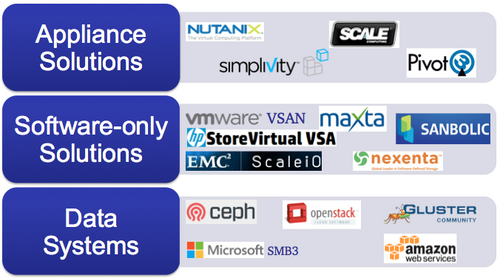 Appliance
Solutions
NUTANIX
The Virtual Computing Platform
SCALE
COMPUTING
simplivity
Pivot3
Software-only
Solutions
vmware VSAN
maxta
SANBOLIC
hp StoreVirtual VSA
EMC² ScaleIO
nexenta
Global Leader in Software Defined Storage
Data
Systems
ceph
openstack
CLOUD SOFTWARE
GLUSTER
COMMUNITY
Microsoft SMB3
amazon
web services